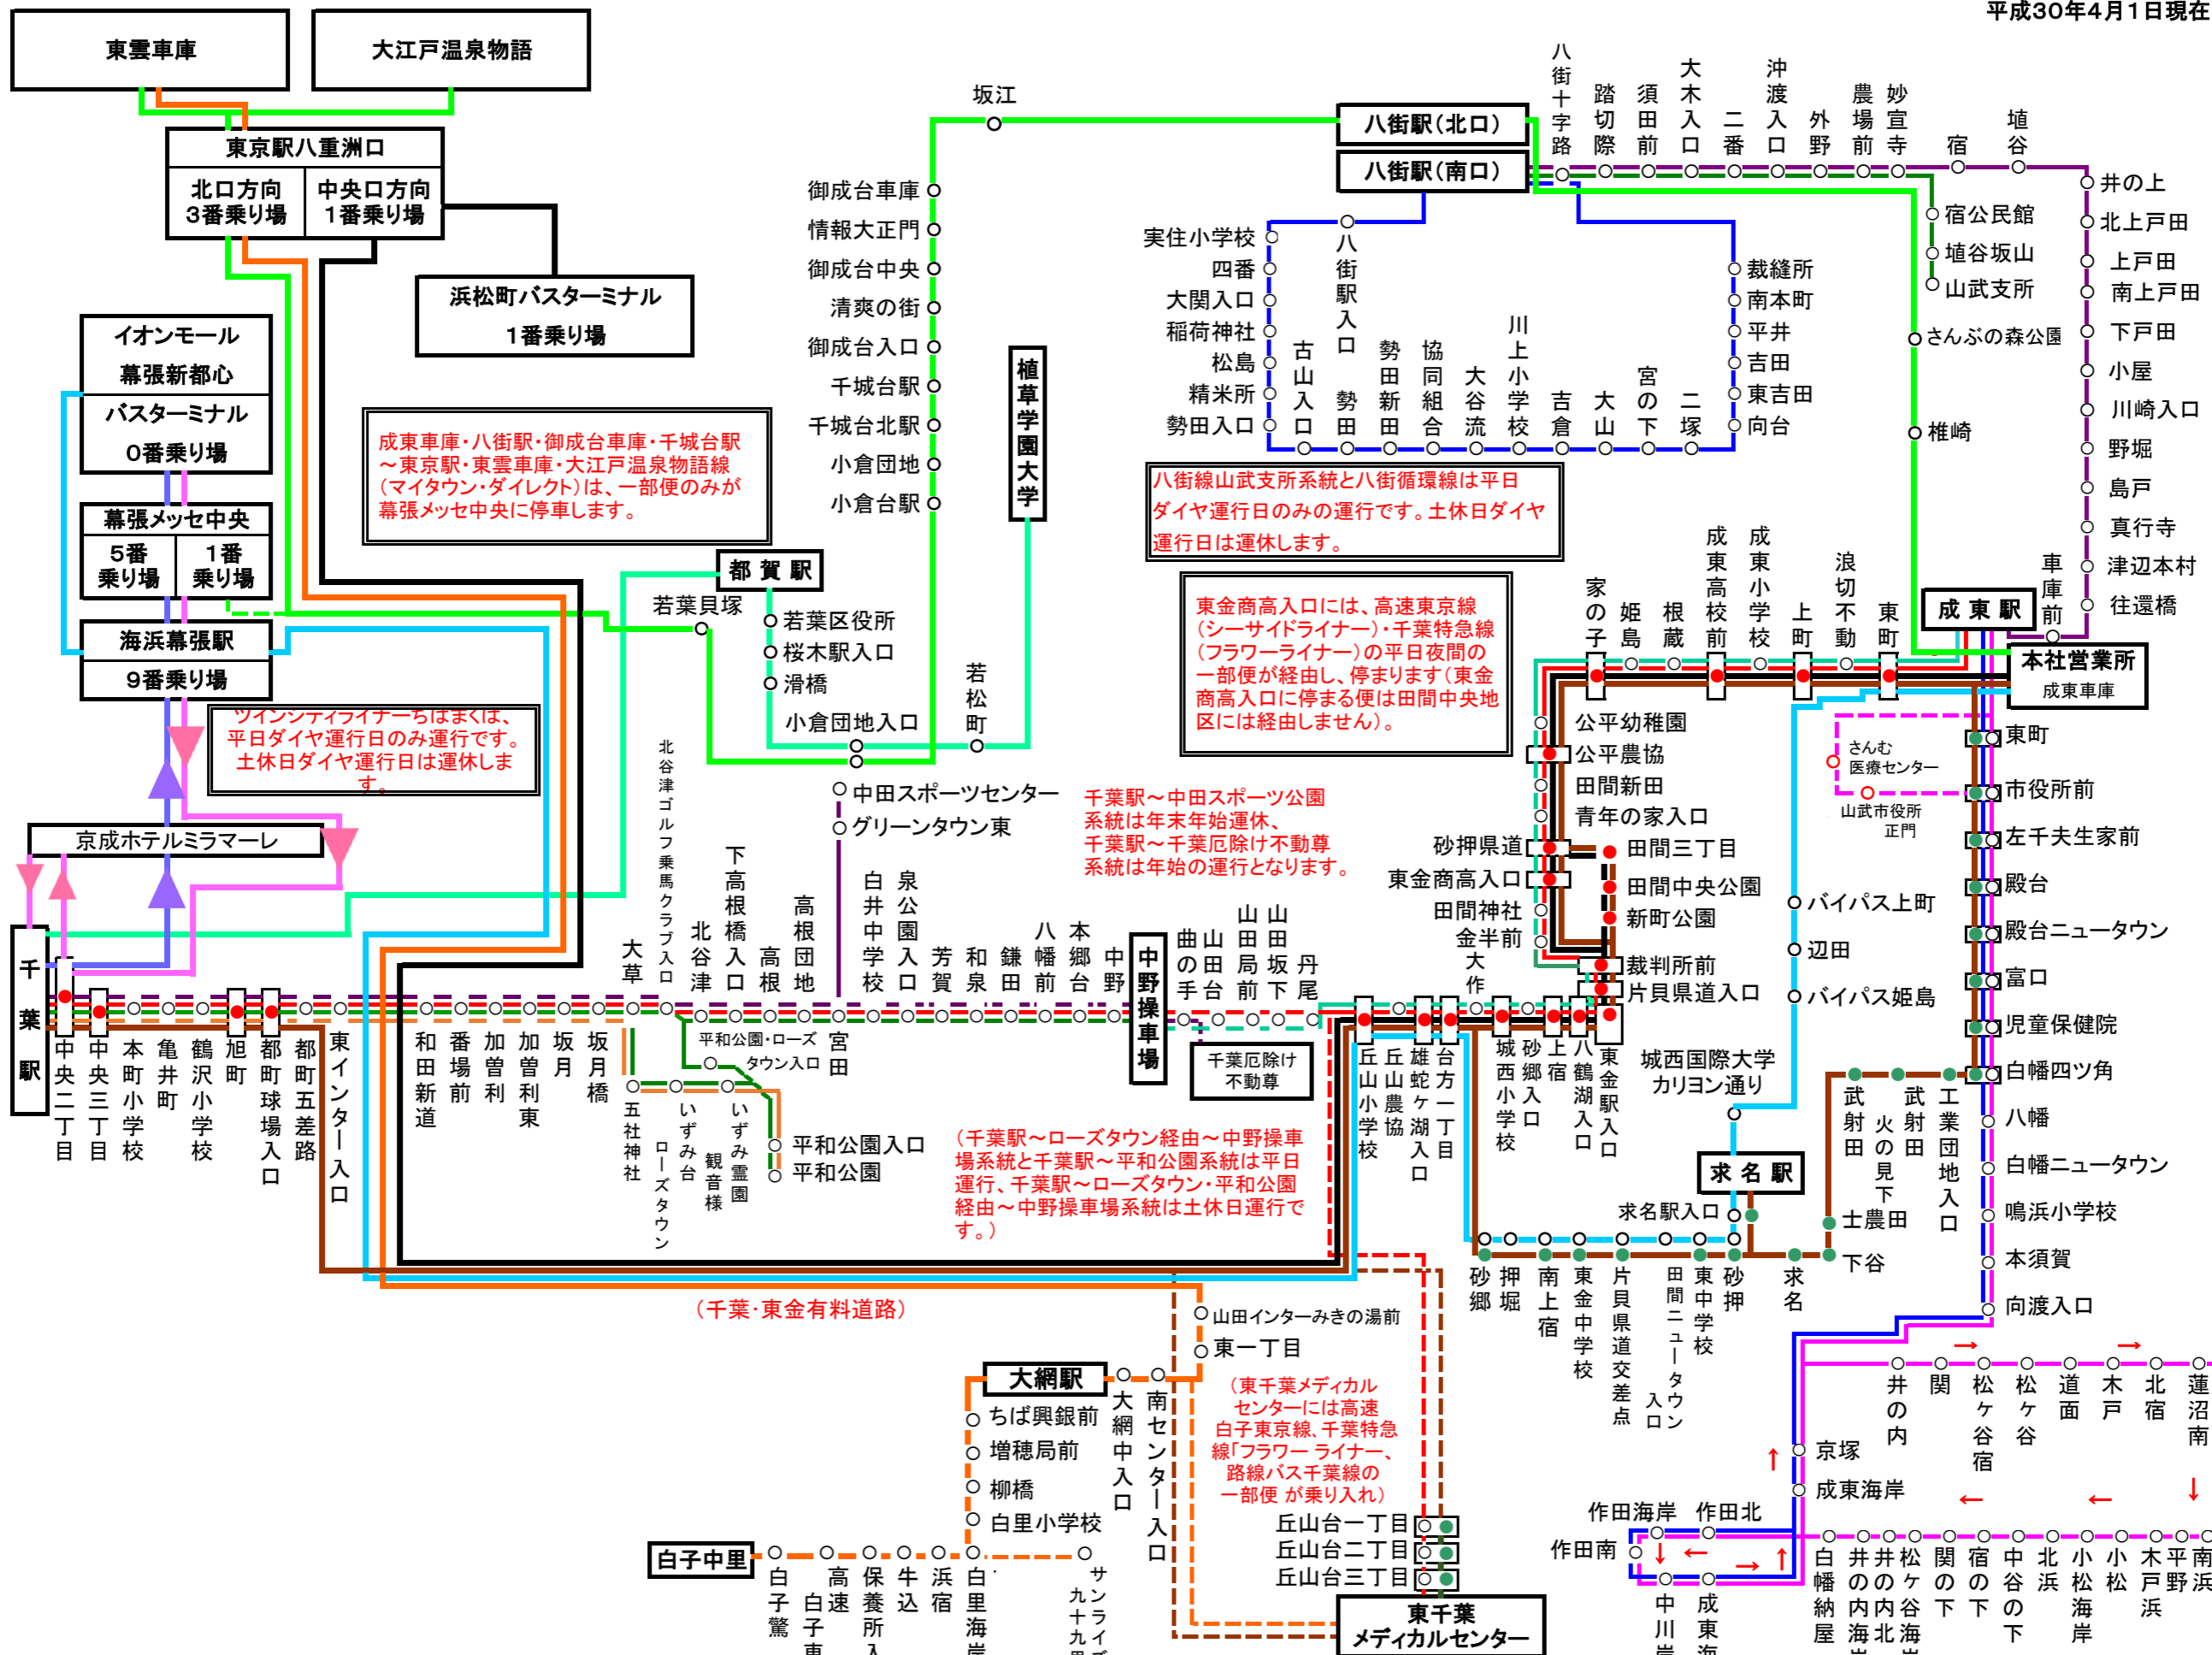 平成30年4月1日現在
東雲車庫
大江戸温泉物語
東京駅八重洲口
北口方向
3番乗り場
中央口方向
1番乗り場
浜松町バスターミナル
1番乗り場
イオンモール
幕張新都心
バスターミナル
0番乗り場
幕張メッセ中央
5番
乗り場
1番
乗り場
海浜幕張駅
9番乗り場
成東車庫・八街駅・御成台車庫・千城台駅
～東京駅・東雲車庫・大江戸温泉物語線
(マイタウン・ダイレクト)は、一部便のみが
幕張メッセ中央に停車します。
ツインシティライナーちはまくは、
平日ダイヤ運行日のみ運行です。
土休日ダイヤ運行日は運休しま
す。
京成ホテルミラマーレ
千葉駅
坂江
御成台車庫
情報大正門
御成台中央
清爽の街
御成台入口
千城台駅
千城台北駅
小倉団地
小倉台駅
植草学園大学
都賀駅
若葉貝塚
若葉区役所
桜木駅入口
滑橋
小倉団地入口
若松町
八街駅(北口)
八街駅(南口)
八街十字路
踏切際
須田前
大木入口
二番
沖渡入口
外野
農場前
妙宣寺
宿
埴谷
井の上
北上戸田
上戸田
南上戸田
下戸田
小屋
川崎入口
野堀
島戸
真行寺
津辺本村
往還橋
車庫前
宿公民館
埴谷坂山
山武支所
さんぶの森公園
椎崎
八街駅入口
実住小学校
四番
大関入口
稲荷神社
松島
精米所
勢田入口
古山入口
勢田
勢田新田
協同組合
大谷流
川上小学校
吉倉
大山
宮の下
二塚
裁縫所
南本町
平井
吉田
東吉田
向台
八街線山武支所系統と八街循環線は平日
ダイヤ運行日のみの運行です。土休日ダイヤ
運行日は運休します。
東金商高入口には、高速東京線
(シーサイドライナー)・千葉特急線
(フラワーライナー)の平日夜間の
一部便が経由し、停まります(東金
商高入口に停まる便は田間中央地
区には経由しません)。
家の子
姫島
根蔵
成東高校前
成東小学校
上町
浪切不動
東町
成東駅
本社営業所
成東車庫
公平幼稚園
公平農協
田間新田
青年の家入口
砂押県道
東金商高入口
田間神社
金半前
田間三丁目
田間中央公園
新町公園
裁判所前
片貝県道入口
さんむ
医療センター
山武市役所
正門
東町
市役所前
左千夫生家前
殿台
殿台ニュータウン
富口
児童保健院
白幡四ツ角
八幡
白幡ニュータウン
鳴浜小学校
本須賀
向渡入口
バイパス上町
辺田
バイパス姫島
城西国際大学
カリヨン通り
求名駅
求名駅入口
中田スポーツセンター
グリーンタウン東
千葉駅～中田スポーツ公園
系統は年末年始運休、
千葉駅～千葉厄除け不動尊
系統は年始の運行となります。
中央二丁目
中央三丁目
本町小学校
亀井町
鶴沢小学校
旭町
都町球場入口
都町五差路
東インター入口
和田新道
番場前
加曽利
加曽利東
坂月
坂月橋
大草
北谷津ゴルフ乗馬クラブ入口
北谷津
下高根橋入口
高根
高根団地
宮田
白井中学校
泉公園入口
芳賀
和泉
鎌田
八幡前
本郷台
中野
中野操車場
曲の手
山田台
山田局前
山田坂下
丹尾
千葉厄除け
不動尊
平和公園・ローズ
タウン入口
五社神社
ローズタウン
いずみ台
観音様
いずみ霊園
平和公園入口
平和公園
(千葉駅～ローズタウン経由～中野操車
場系統と千葉駅～平和公園系統は平日
運行、千葉駅～ローズタウン・平和公園
経由～中野操車場系統は土休日運行で
す。)
丘山小学校
丘山農協
雄蛇ヶ湖入口
台方一丁目
大作
城西小学校
砂郷入口
上宿
八鶴湖入口
東金駅入口
砂郷
押堀
南上宿
東金中学校
片貝県道交差点
田間ニュータウン
入口
東中学校
砂押
求名
下谷
士農田
武射田
火の見下
武射田
工業団地入口
(千葉・東金有料道路)
山田インターみきの湯前
東一丁目
大網駅
大網中入口
南センター入口
ちば興銀前
増穂局前
柳橋
白里小学校
白子中里
白子鷺
高速
白子車
保養所入
牛込
浜宿
白里海岸
サンライズ
九十九里
(東千葉メディカル
センターには高速
白子東京線、千葉特急
線「フラワー ライナー、
路線バス千葉線の
一部便 が乗り入れ)
丘山台一丁目
丘山台二丁目
丘山台三丁目
東千葉
メディカルセンター
→ →
井の内
関
松ヶ谷宿
松ヶ谷
道面
木戸
北宿
蓮沼南
京塚
成東海岸
↑
↓
← ←
作田海岸
作田北
作田南
↓ ← → ↑
中川岸
成東海
白幡納屋
井の内海岸
井の内北
松ヶ谷海岸
関の下
宿の下
中谷の下
北浜
小松海岸
小松
木戸浜
平野
南浜